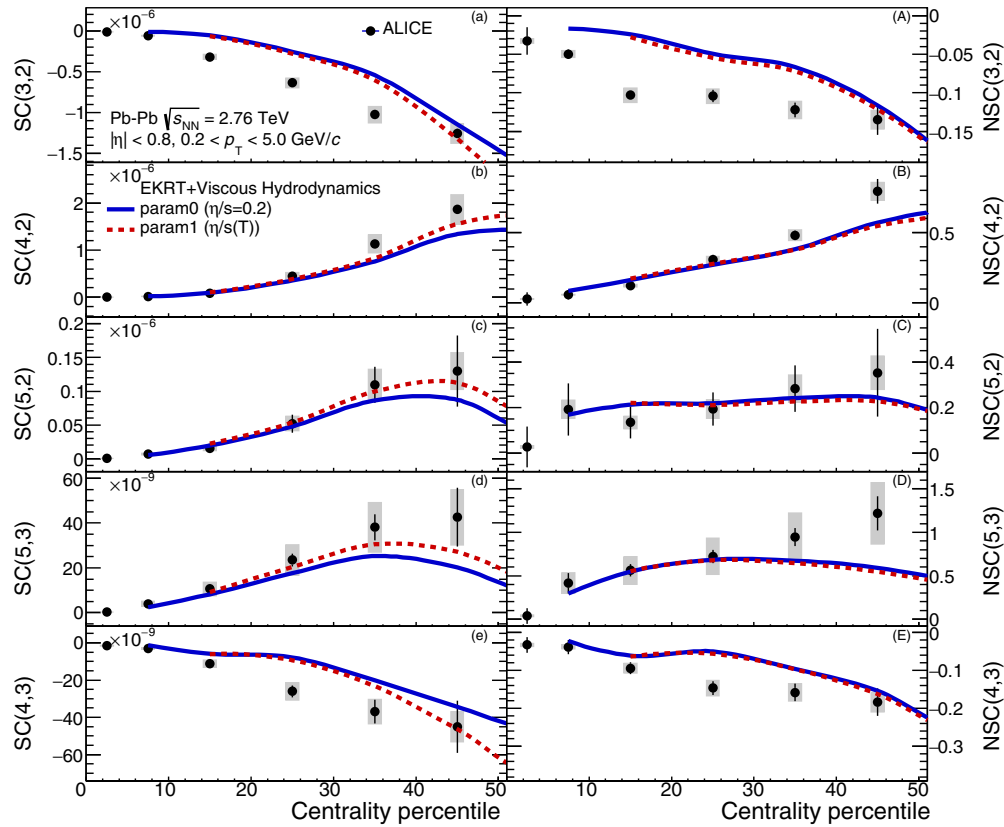 ×10⁻⁶
(a)
ALICE
SC(3,2)
0
−0.5
−1
−1.5
Pb-Pb √sNN = 2.76 TeV
|η| < 0.8, 0.2 < pT < 5.0 GeV/c
(A)
0
−0.05
−0.1
−0.15
NSC(3,2)
×10⁻⁶
(b)
SC(4,2)
2
1
0
EKRT+Viscous Hydrodynamics
param0 (η/s=0.2)
param1 (η/s(T))
(B)
0.5
0
NSC(4,2)
×10⁻⁶
(c)
SC(5,2)
0.2
0.15
0.1
0.05
0
(C)
0.4
0.2
0
NSC(5,2)
×10⁻⁹
(d)
SC(5,3)
60
40
20
0
(D)
1.5
1
0.5
0
NSC(5,3)
×10⁻⁹
(e)
SC(4,3)
0
−20
−40
−60
(E)
0
−0.1
−0.2
−0.3
NSC(4,3)
0 10 20 30 40 50
Centrality percentile
10 20 30 40 50
Centrality percentile